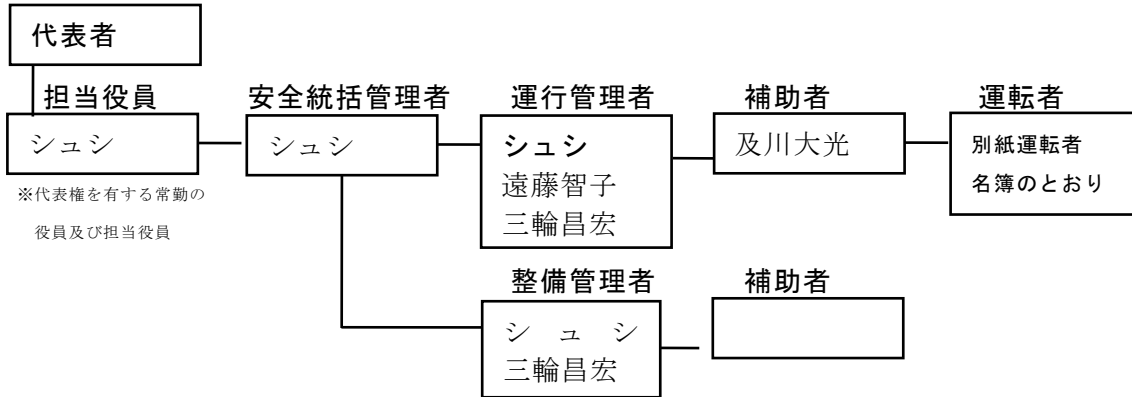 代表者
担当役員
安全統括管理者
運行管理者
補助者
運転者
シュシ
シュシ
シュシ
遠藤智子
三輪昌宏
及川大光
別紙運転者
名簿のとおり
※代表権を有する常勤の
役員及び担当役員
整備管理者
補助者
シュシ
三輪昌宏